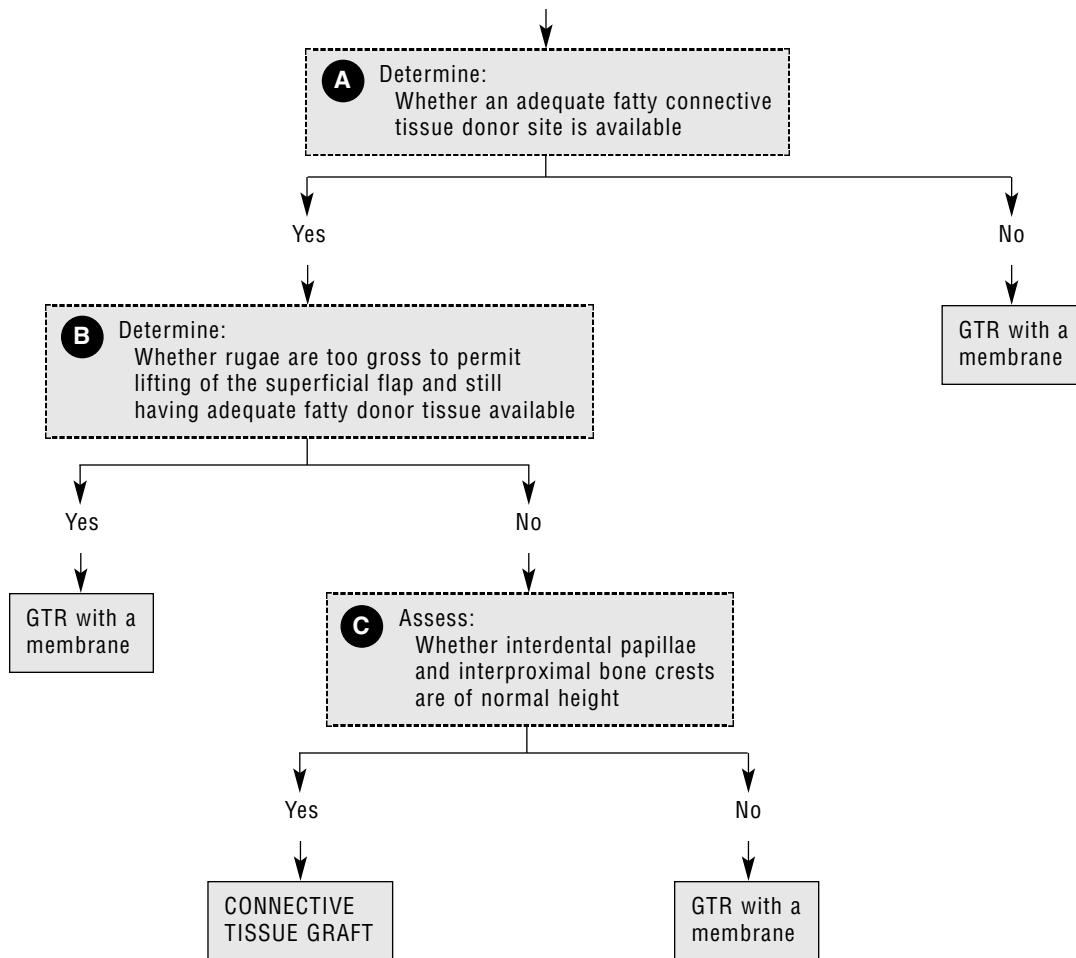 A
Determine:
Whether an adequate fatty connective
tissue donor site is available
Yes
No
B
Determine:
Whether rugae are too gross to permit
lifting of the superficial flap and still
having adequate fatty donor tissue available
GTR with a
membrane
Yes
No
GTR with a
membrane
C
Assess:
Whether interdental papillae
and interproximal bone crests
are of normal height
Yes
No
CONNECTIVE
TISSUE GRAFT
GTR with a
membrane